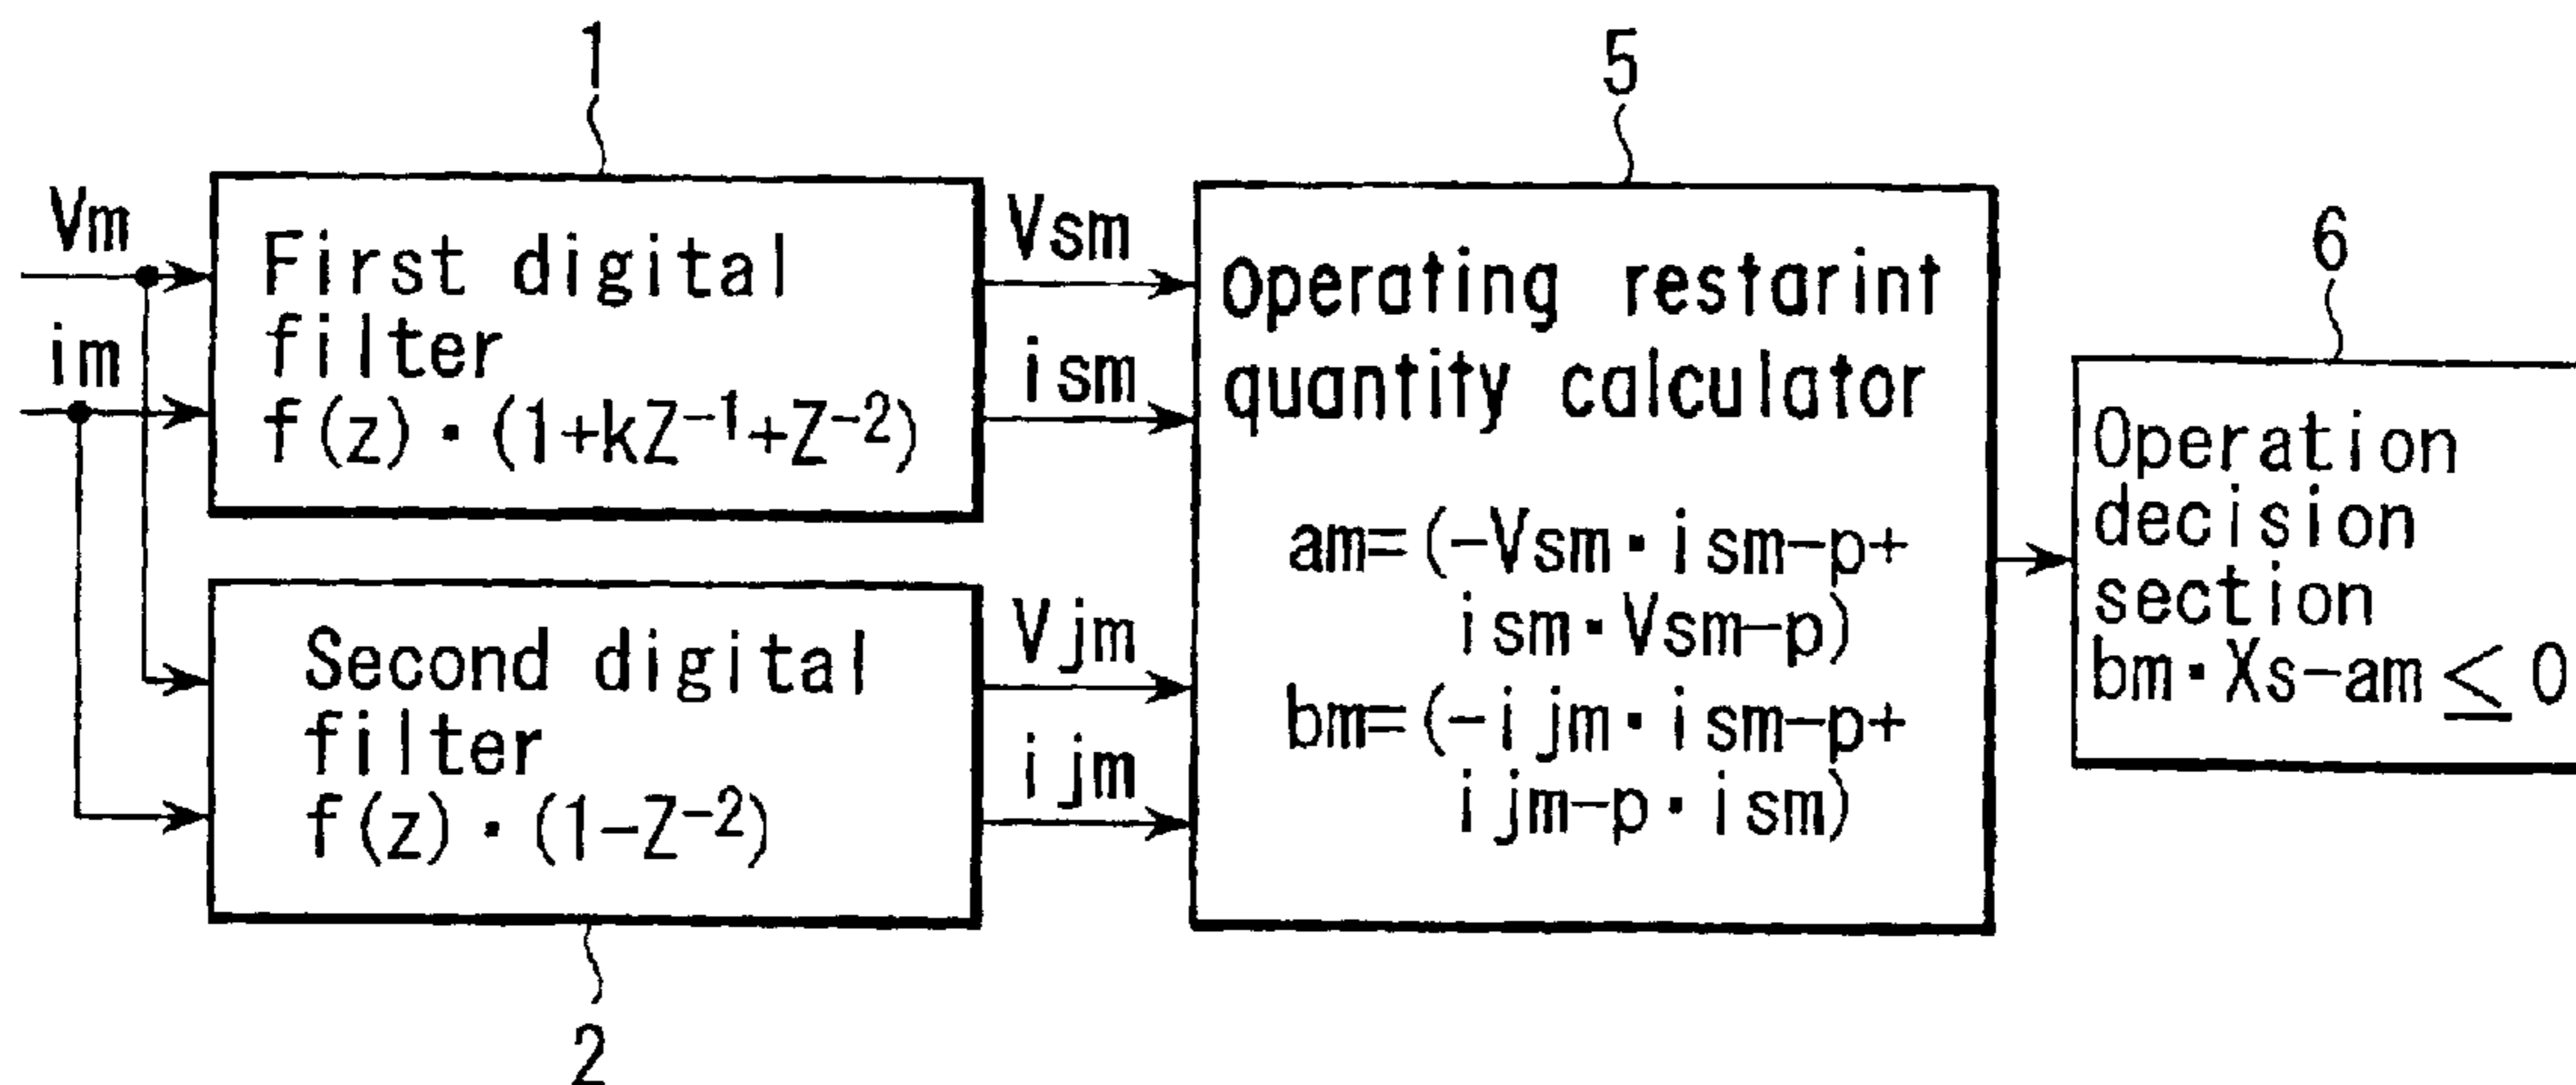 1
5
6
Vm
im
First digital
filter
f(z)・(1+kZ⁻¹+Z⁻²)
Vsm
ism
Second digital
filter
f(z)・(1-Z⁻²)
2
Vjm
ijm
operating restarint
quantity calculator
am=(-Vsm・ism-p+
ism・Vsm-p)
bm=(-ijm・ism-p+
ijm-p・ism)
Operation
decision
section
bm・Xs-am≦0